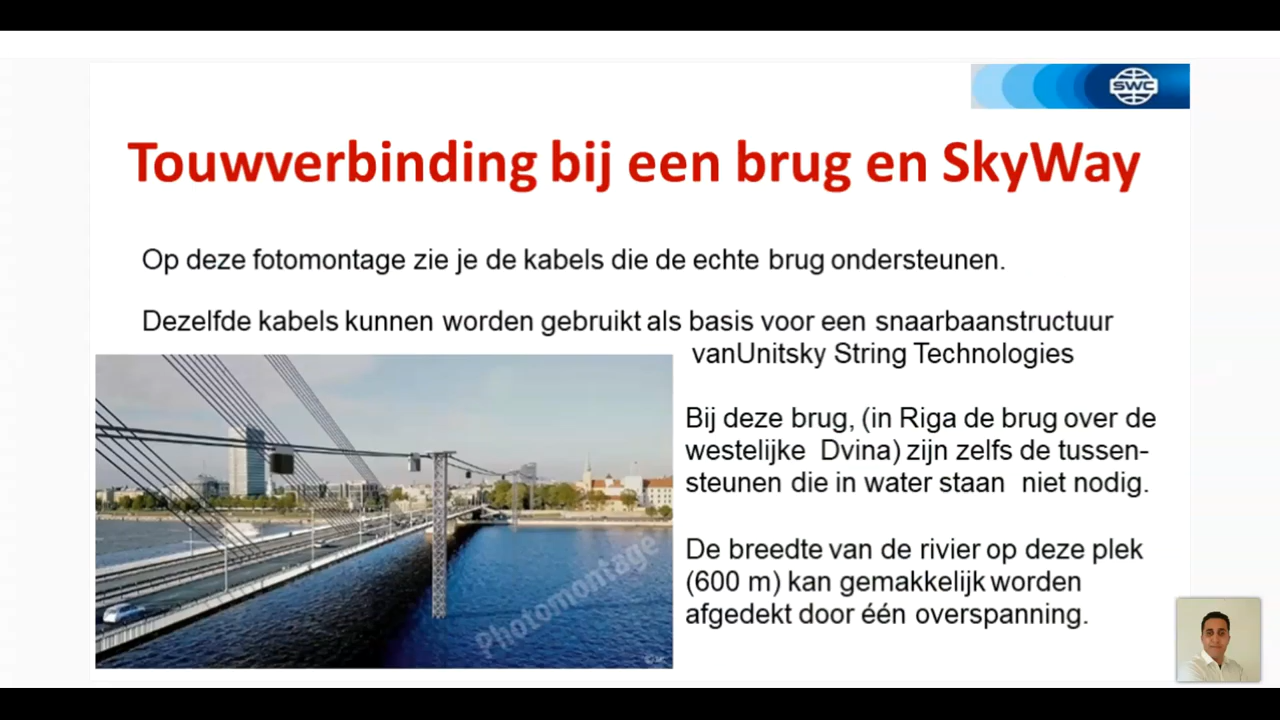 SWC
Touwverbinding bij een brug en SkyWay
Op deze fotomontage zie je de kabels die de echte brug ondersteunen.
Dezelfde kabels kunnen worden gebruikt als basis voor een snaarbaanstructuur
vanUnitsky String Technologies
Bij deze brug, (in Riga de brug over de
westelijke Dvina) zijn zelfs de tussen-
steunen die in water staan niet nodig.
De breedte van de rivier op deze plek
(600 m) kan gemakkelijk worden
afgedekt door één overspanning.
Photomontage